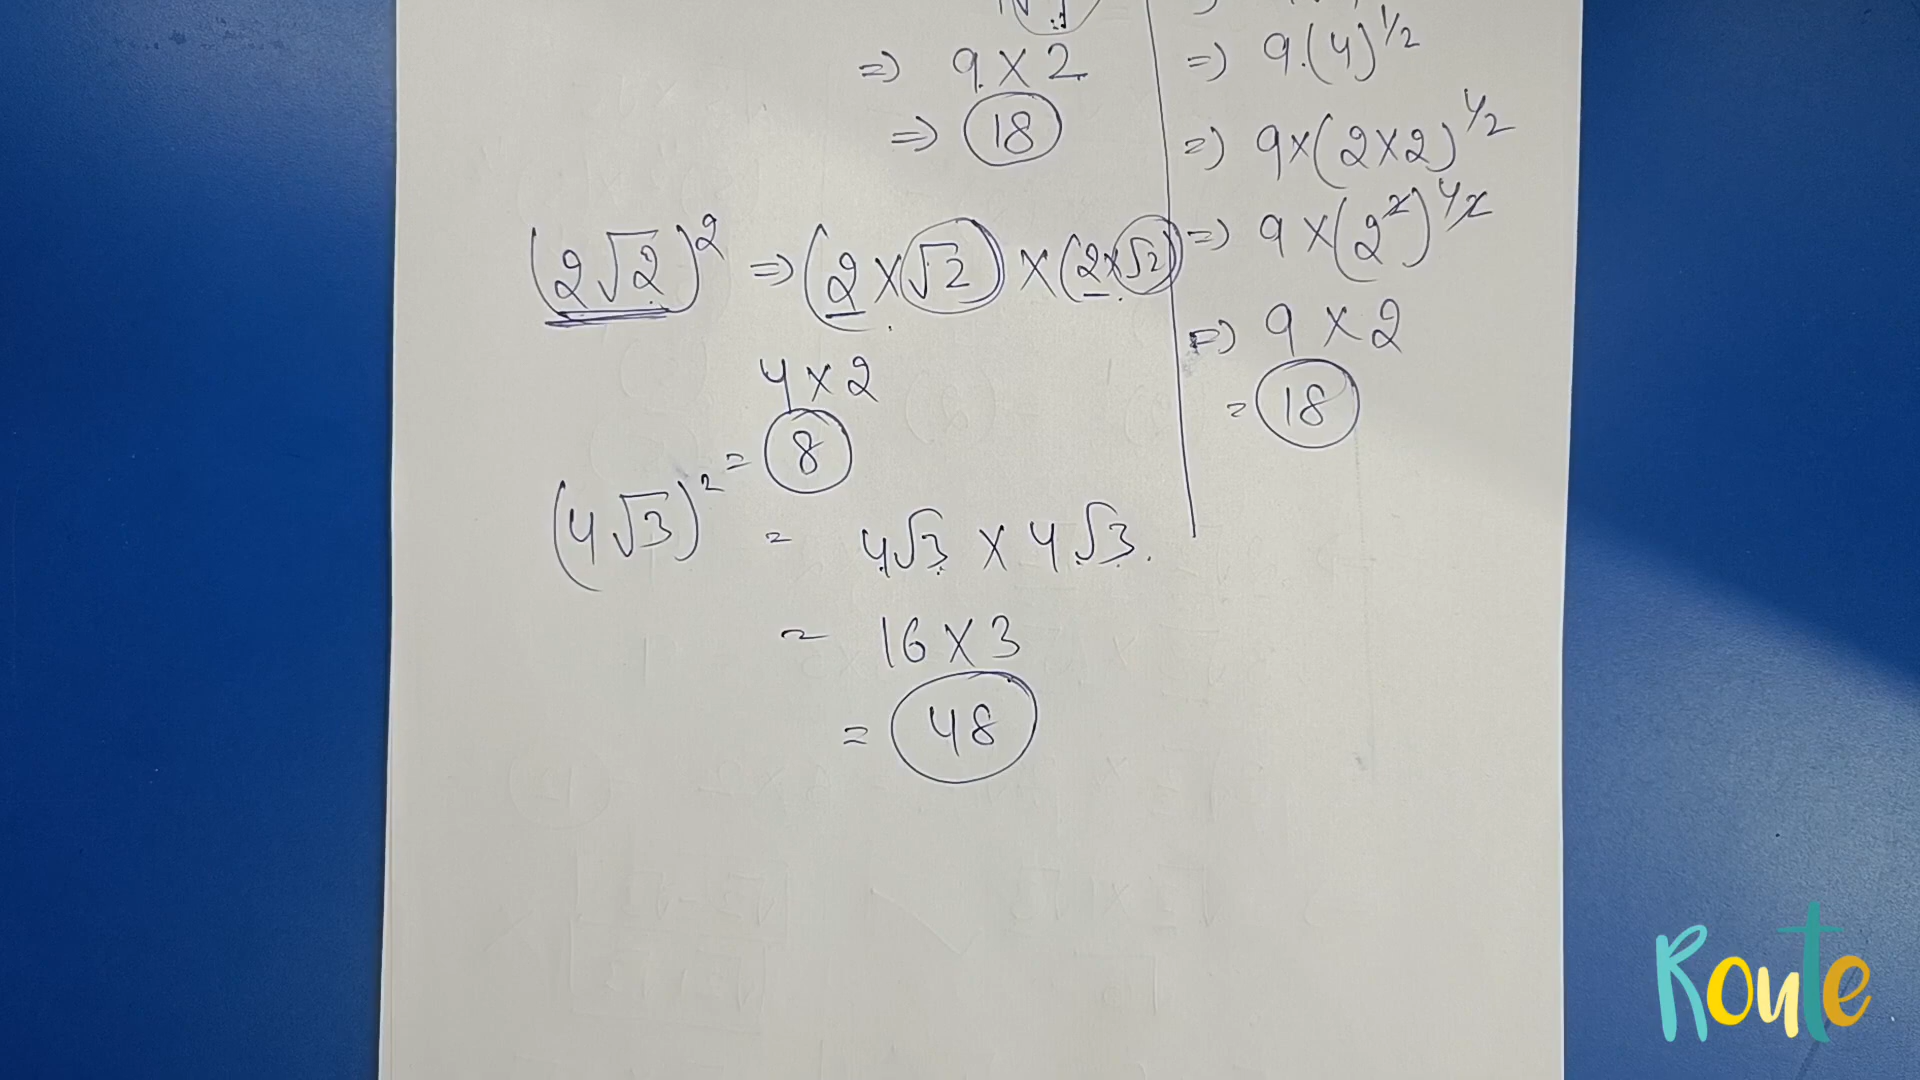 => 9 × 2
=> 18
(2√2)² => (2×√2) × (2×√2)
4 × 2
= 8
(4√3)² = 4√3 × 4√3.
= 16 × 3
= 48
=> 9.(4)^1/2
=> 9×(2×2)^1/2
=> 9×(2^2)^1/2
=> 9 × 2
= 18
Route